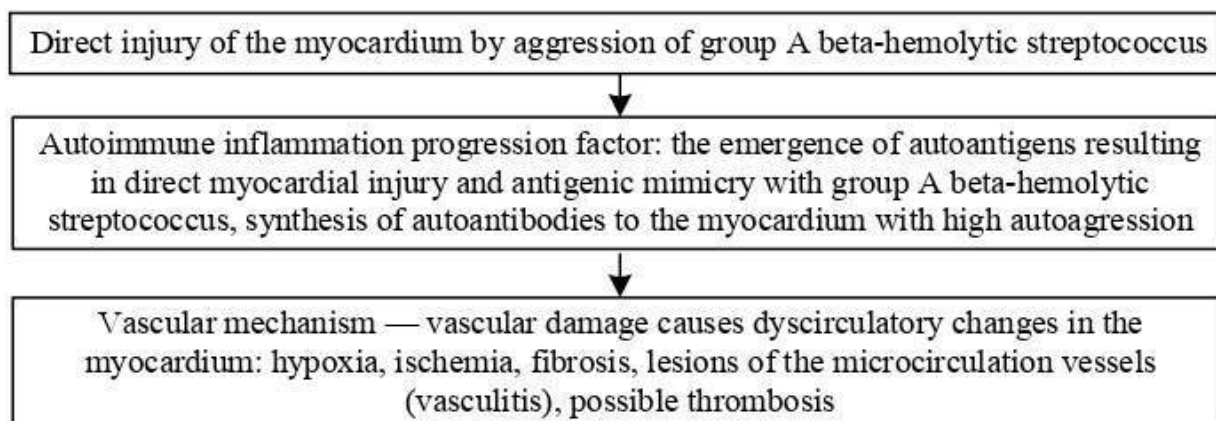 Direct injury of the myocardium by aggression of group A beta-hemolytic streptococcus
Autoimmune inflammation progression factor: the emergence of autoantigens resulting
in direct myocardial injury and antigenic mimicry with group A beta-hemolytic
streptococcus, synthesis of autoantibodies to the myocardium with high autoagression
Vascular mechanism — vascular damage causes dyscirculatory changes in the
myocardium: hypoxia, ischemia, fibrosis, lesions of the microcirculation vessels
(vasculitis), possible thrombosis